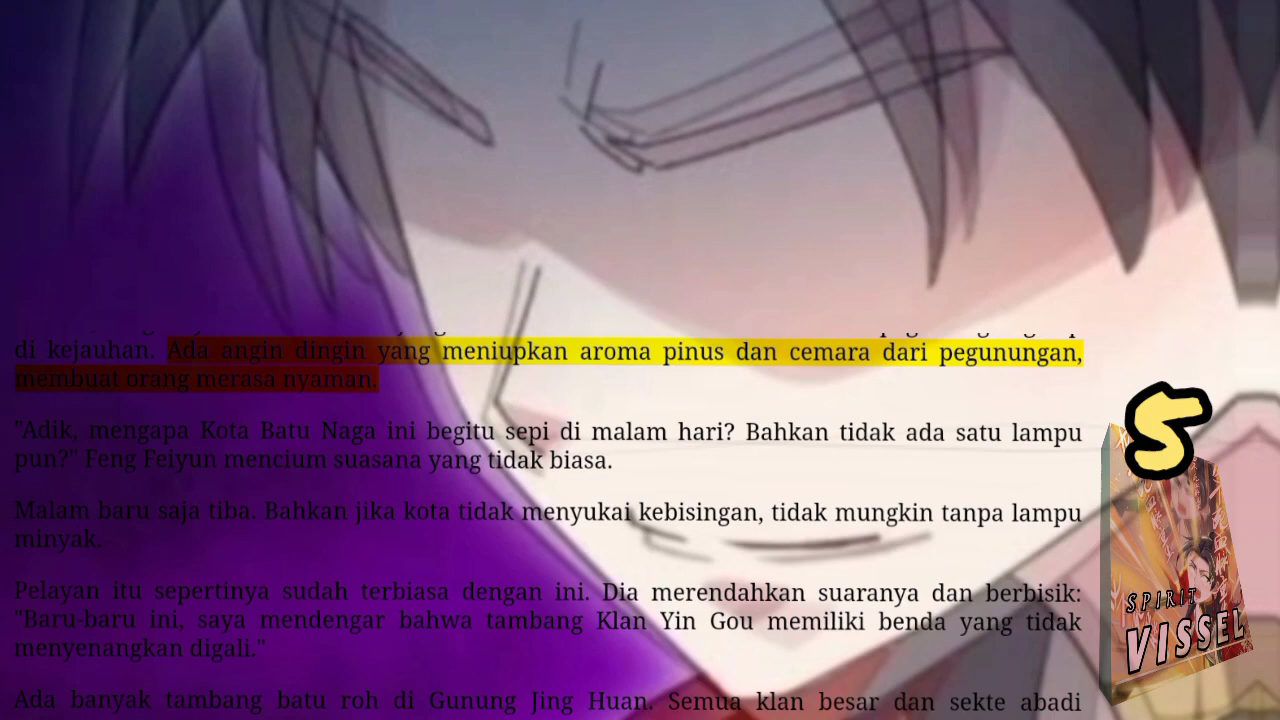 di kejauhan. Ada angin dingin yang meniupkan aroma pinus dan cemara dari pegunungan,
membuat orang merasa nyaman.
"Adik, mengapa Kota Batu Naga ini begitu sepi di malam hari? Bahkan tidak ada satu lampu
pun?" Feng Feiyun mencium suasana yang tidak biasa.
Malam baru saja tiba. Bahkan jika kota tidak menyukai kebisingan, tidak mungkin tanpa lampu
minyak.
Pelayan itu sepertinya sudah terbiasa dengan ini. Dia merendahkan suaranya dan berbisik:
"Baru-baru ini, saya mendengar bahwa tambang Klan Yin Gou memiliki benda yang tidak
menyenangkan digali."
Ada banyak tambang batu roh di Gunung Jing Huan. Semua klan besar dan sekte abadi
S
SPIRIT
VISSEL